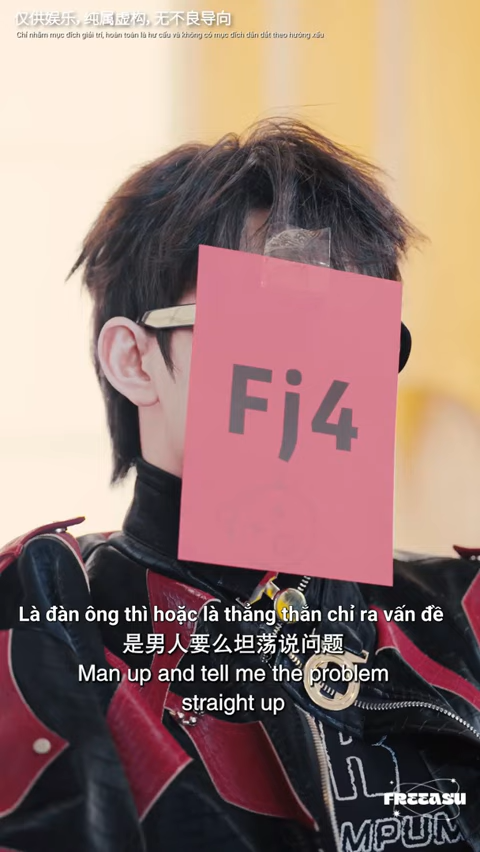 仅供娱乐, 纯属虚构, 无不良导向
Chỉ nhằm mục đích giải trí, hoàn toàn là hư cấu và không có mục đích dẫn dắt theo hướng xấu
Fj4
Là đàn ông thì hoặc là thẳng thắn chỉ ra vấn đề
是男人要么坦荡说问题
Man up and tell me the problem
straight up
FREEASU
MPUM